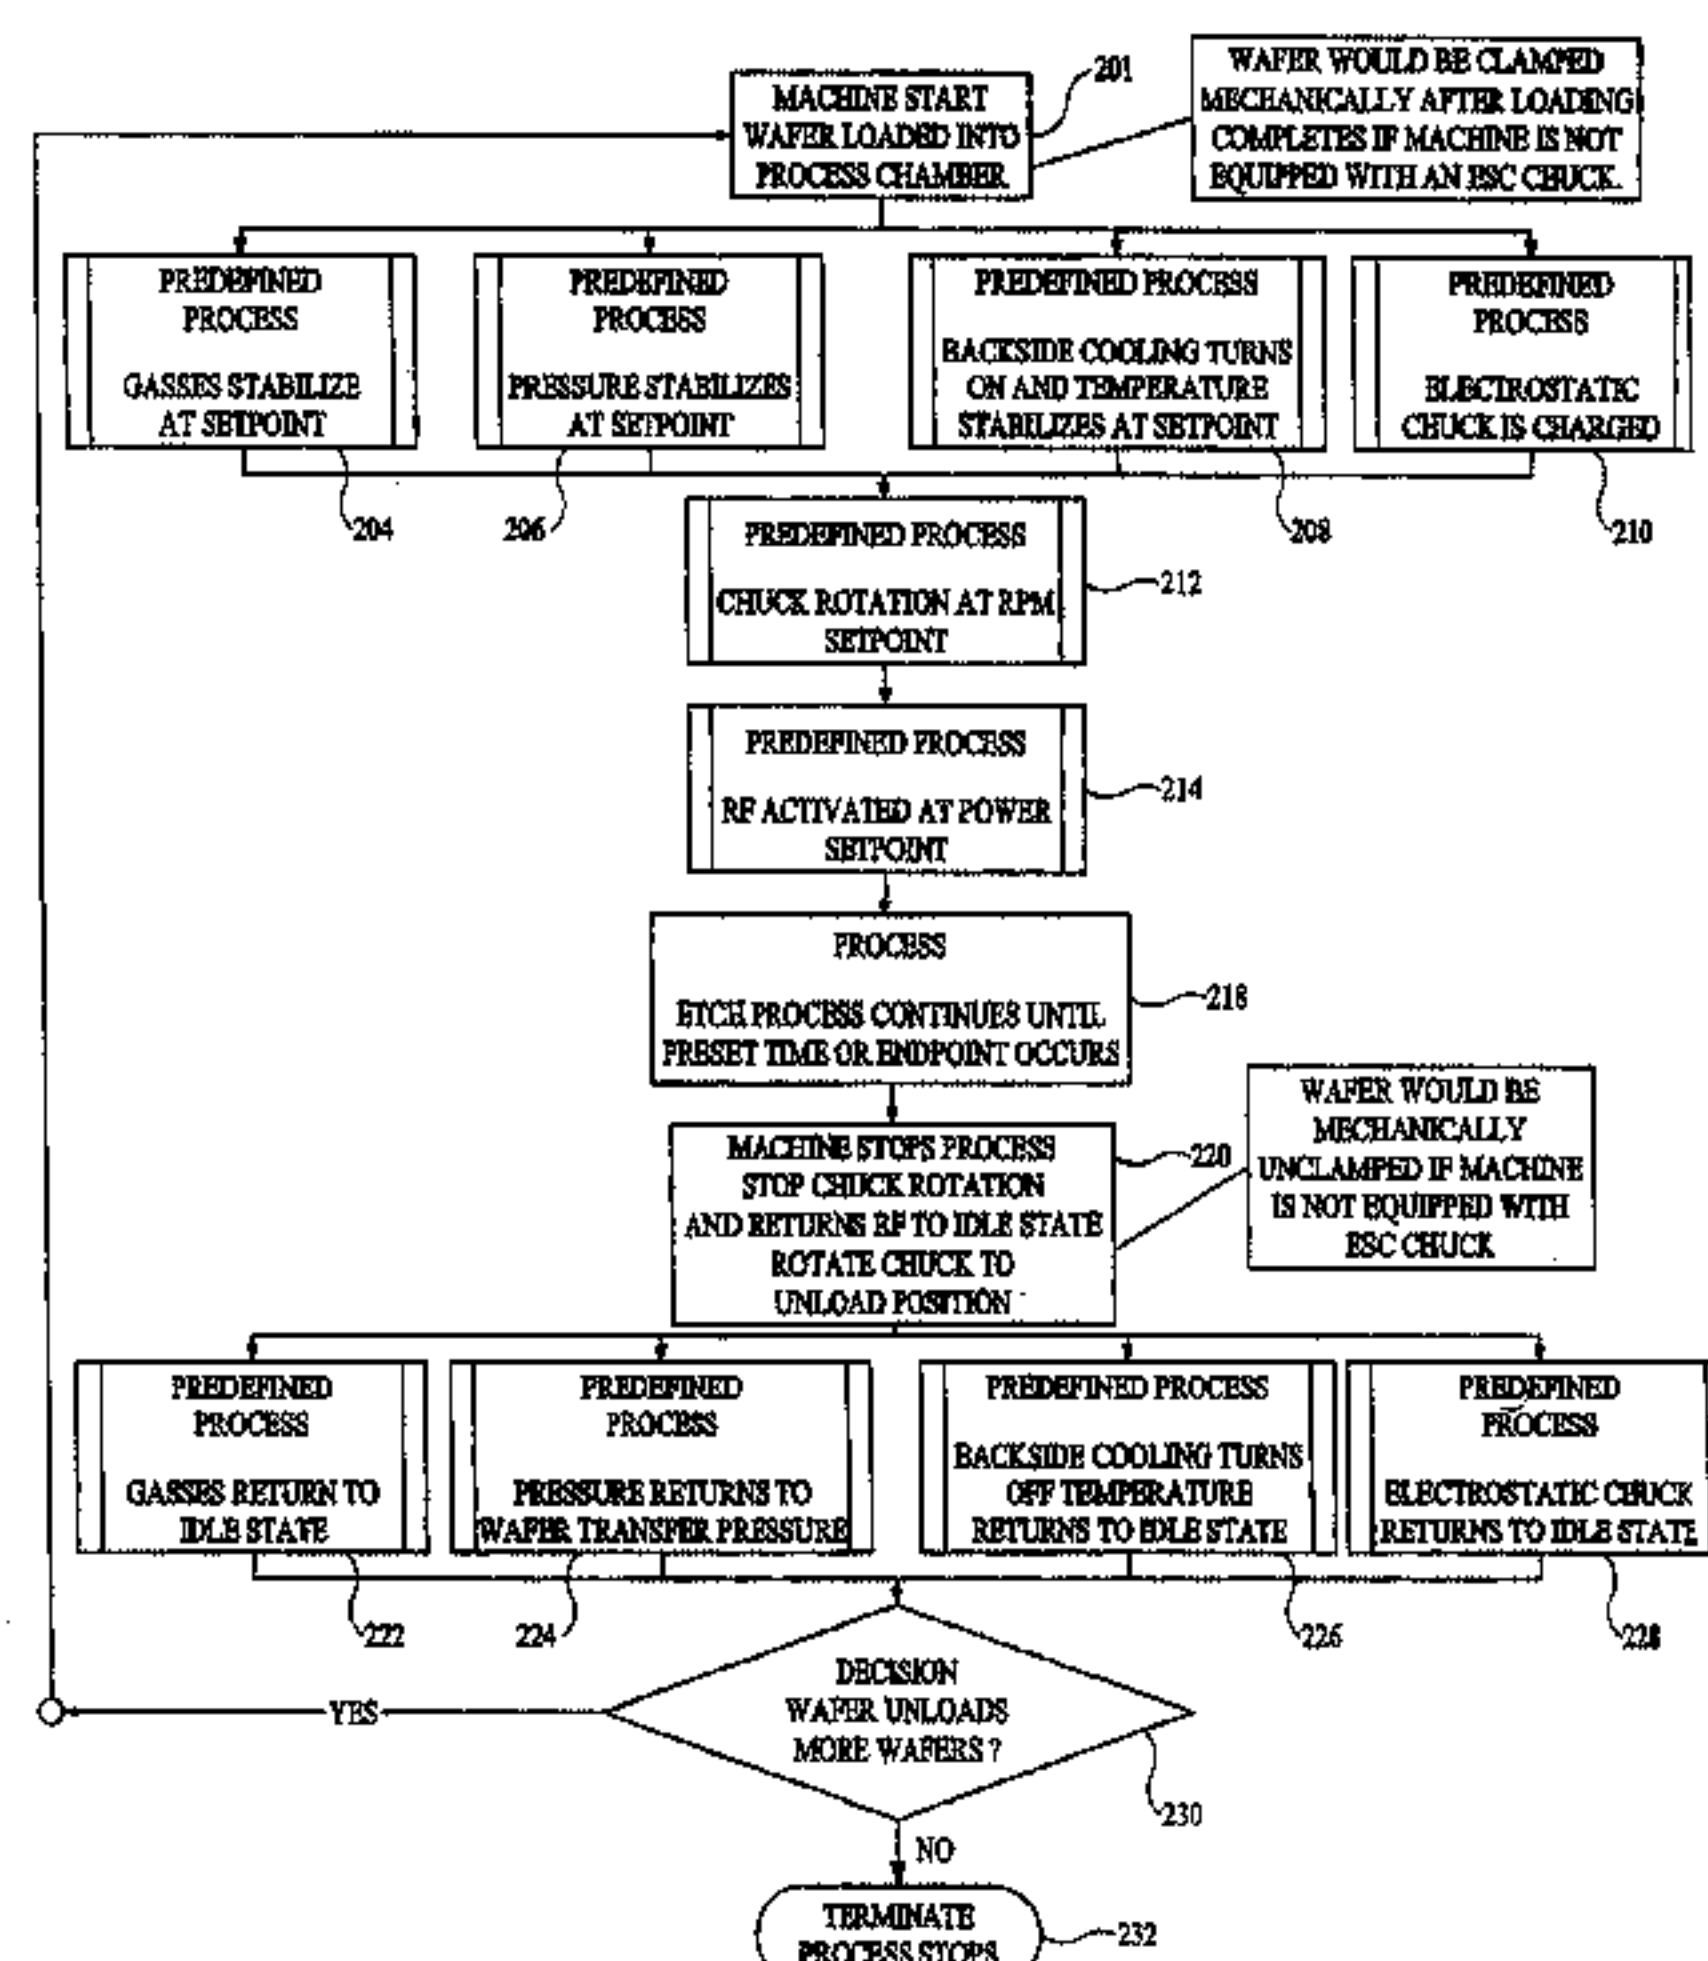 MACHINE START
WAFER LOADED INTO
PROCESS CHAMBER
201
WAFER WOULD BE CLAMPED
MECHANICALLY AFTER LOADING
COMPLETES IF MACHINE IS NOT
EQUIPPED WITH AN ESC CHUCK.
PREDEFINED
PROCESS
GASSES STABILIZE
AT SETPOINT
204
PREDEFINED
PROCESS
PRESSURE STABILIZES
AT SETPOINT
206
PREDEFINED PROCESS
BACKSIDE COOLING TURNS
ON AND TEMPERATURE
STABILIZES AT SETPOINT
208
PREDEFINED
PROCESS
ELECTROSTATIC
CHUCK IS CHARGED
210
PREDEFINED PROCESS
CHUCK ROTATION AT RPM
SETPOINT
212
PREDEFINED PROCESS
RF ACTIVATED AT POWER
SETPOINT
214
PROCESS
ETCH PROCESS CONTINUES UNTIL
PRESET TIME OR ENDPOINT OCCURS
218
MACHINE STOPS PROCESS
STOP CHUCK ROTATION
AND RETURNS RF TO IDLE STATE
ROTATE CHUCK TO
UNLOAD POSITION
220
WAFER WOULD BE
MECHANICALLY
UNCLAMPED IF MACHINE
IS NOT EQUIPPED WITH
ESC CHUCK
PREDEFINED
PROCESS
GASSES RETURN TO
IDLE STATE
222
PREDEFINED
PROCESS
PRESSURE RETURNS TO
WAFER TRANSFER PRESSURE
224
PREDEFINED PROCESS
BACKSIDE COOLING TURNS
OFF TEMPERATURE
RETURNS TO IDLE STATE
226
PREDEFINED
PROCESS
ELECTROSTATIC CHUCK
RETURNS TO IDLE STATE
228
DECISION
WAFER UNLOADS
MORE WAFERS ?
230
YES
NO
TERMINATE
PROCESS STOPS
232